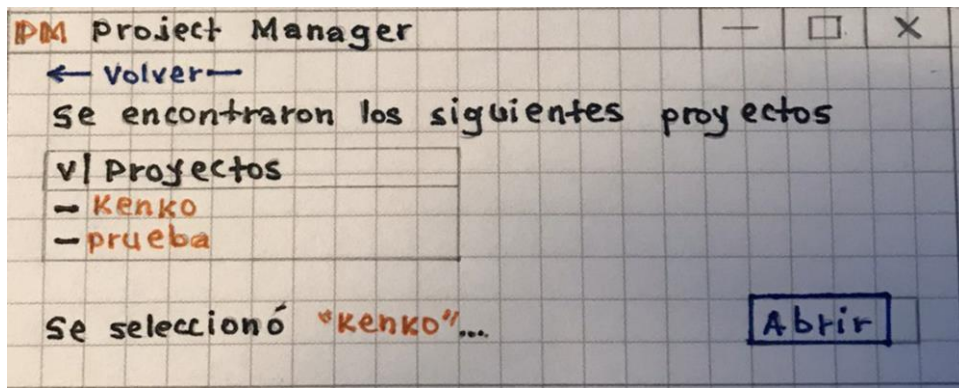 PM Project Manager
← Volver
se encontraron los siguientes proyectos
v| Proyectos
- Kenko
- prueba
se seleccionó "Kenko"...
Abrir